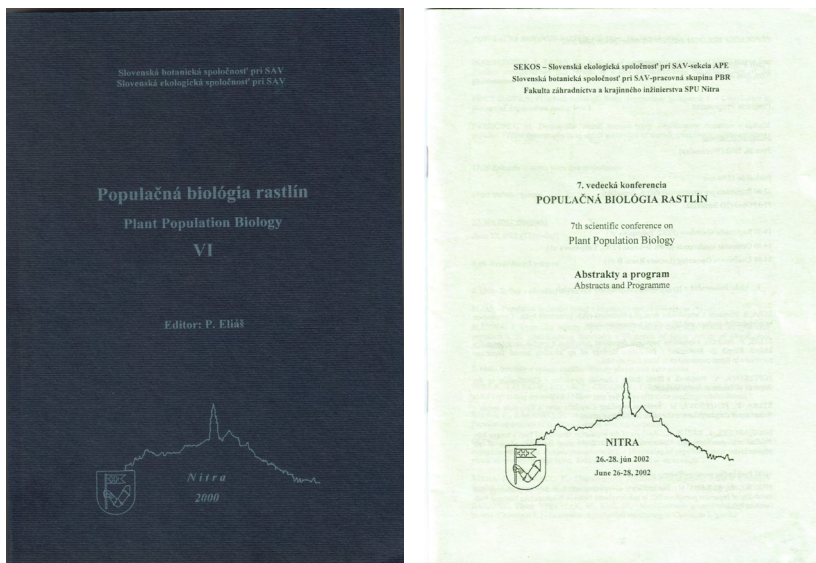 Slovenská botanická spoločnosť pri SAV
Slovenská ekologická spoločnosť pri SAV
Populačná biológia rastlín
Plant Population Biology
VI
Editor: P. Eliáš
Nitra
2000
SEKOS – Slovenská ekologická spoločnosť pri SAV-sekcia APE
Slovenská botanická spoločnosť pri SAV-pracovná skupina PBR
Fakulta záhradníctva a krajinného inžinierstva SPU Nitra
7. vedecká konferencia
POPULAČNÁ BIOLÓGIA RASTLÍN
7th scientific conference on
Plant Population Biology
Abstrakty a program
Abstracts and Programme
NITRA
26.-28. jún 2002
June 26-28, 2002